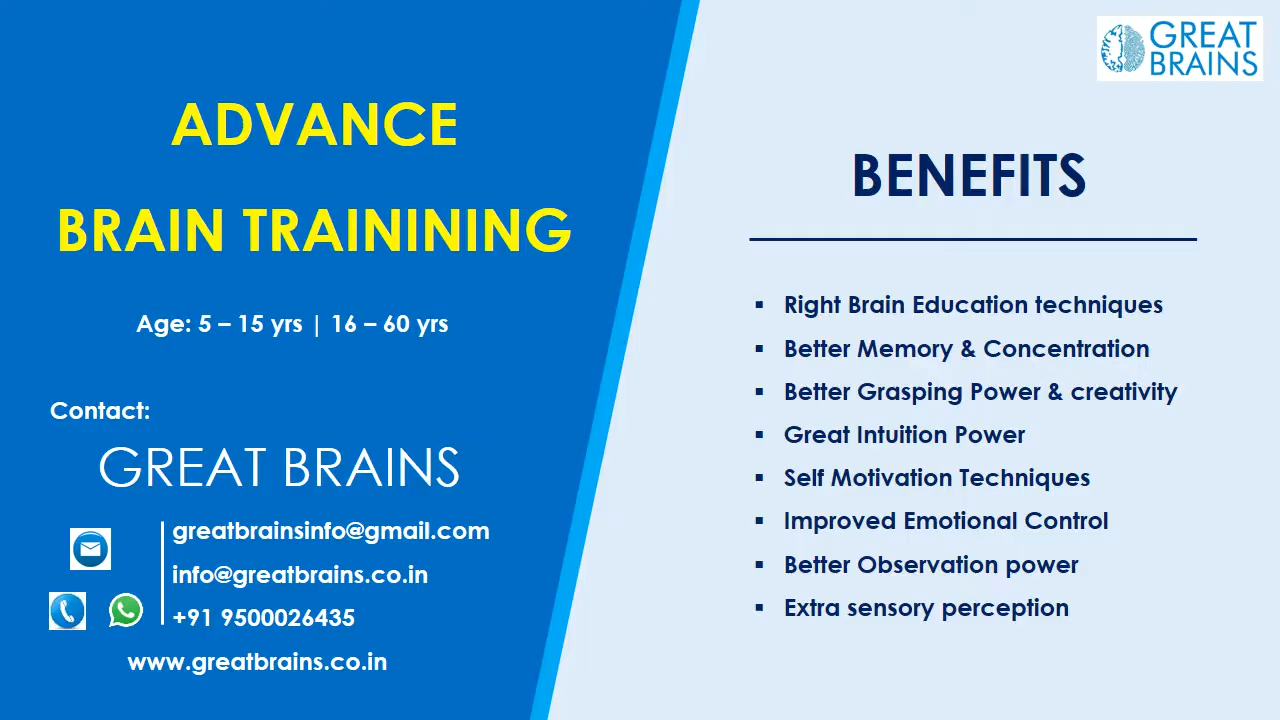 ADVANCE
BRAIN TRAINING
Age: 5 – 15 yrs | 16 – 60 yrs
Contact:
GREAT BRAINS
greatbrainsinfo@gmail.com
info@greatbrains.co.in
+91 9500026435
www.greatbrains.co.in
GREAT
BRAINS
BENEFITS
▪ Right Brain Education techniques
▪ Better Memory & Concentration
▪ Better Grasping Power & creativity
▪ Great Intuition Power
▪ Self Motivation Techniques
▪ Improved Emotional Control
▪ Better Observation power
▪ Extra sensory perception